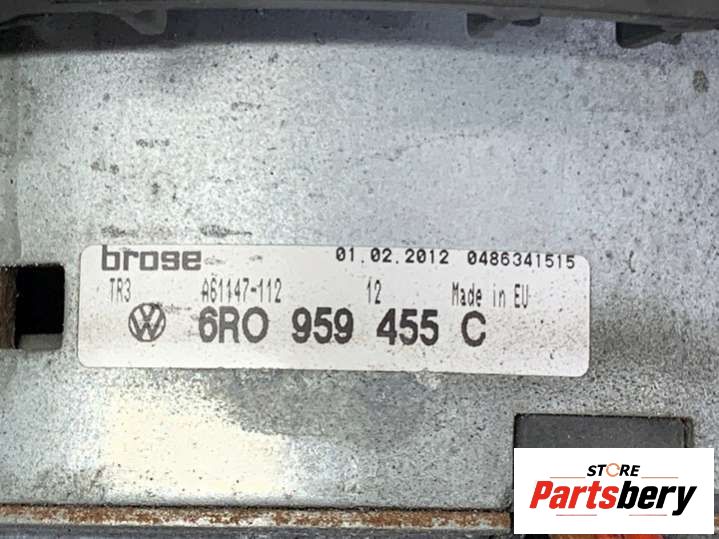 brose 01.02.2012 0486341515
TR3 A61147-112 12 Made in EU
6R0 959 455 C
STORE
Partsbery